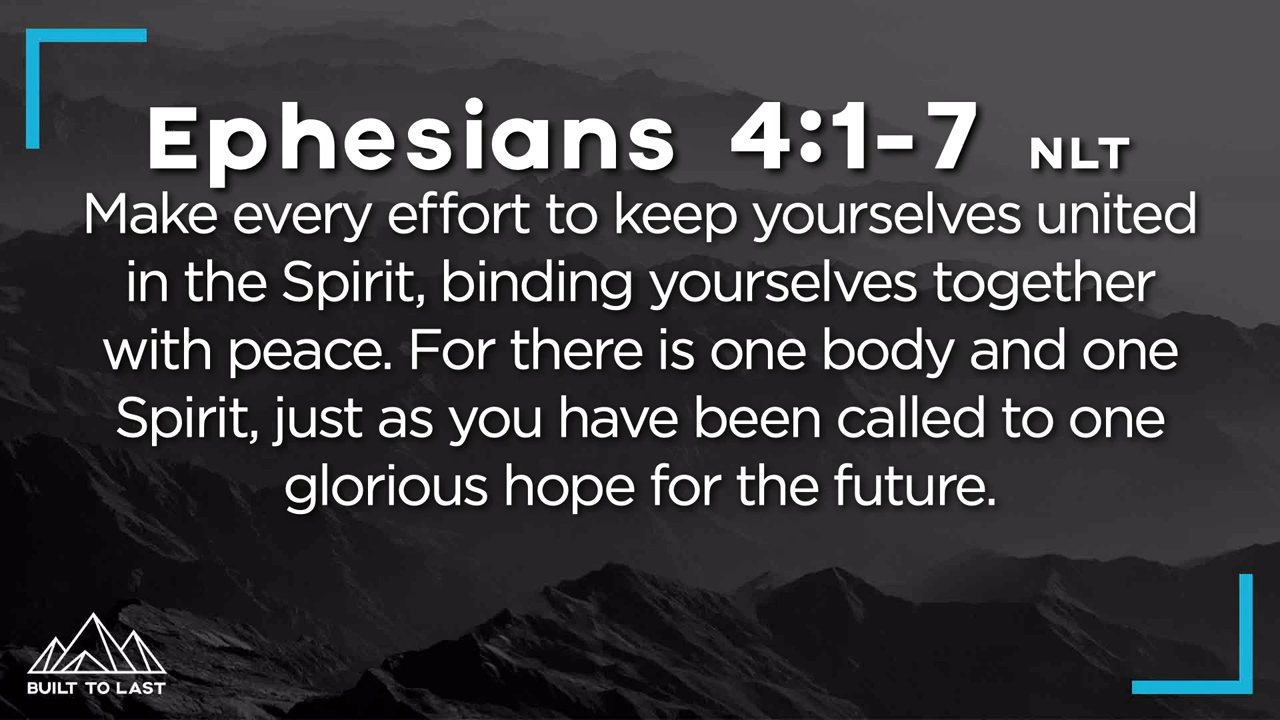 Ephesians 4:1-7 NLT
Make every effort to keep yourselves united
in the Spirit, binding yourselves together
with peace. For there is one body and one
Spirit, just as you have been called to one
glorious hope for the future.
BUILT TO LAST